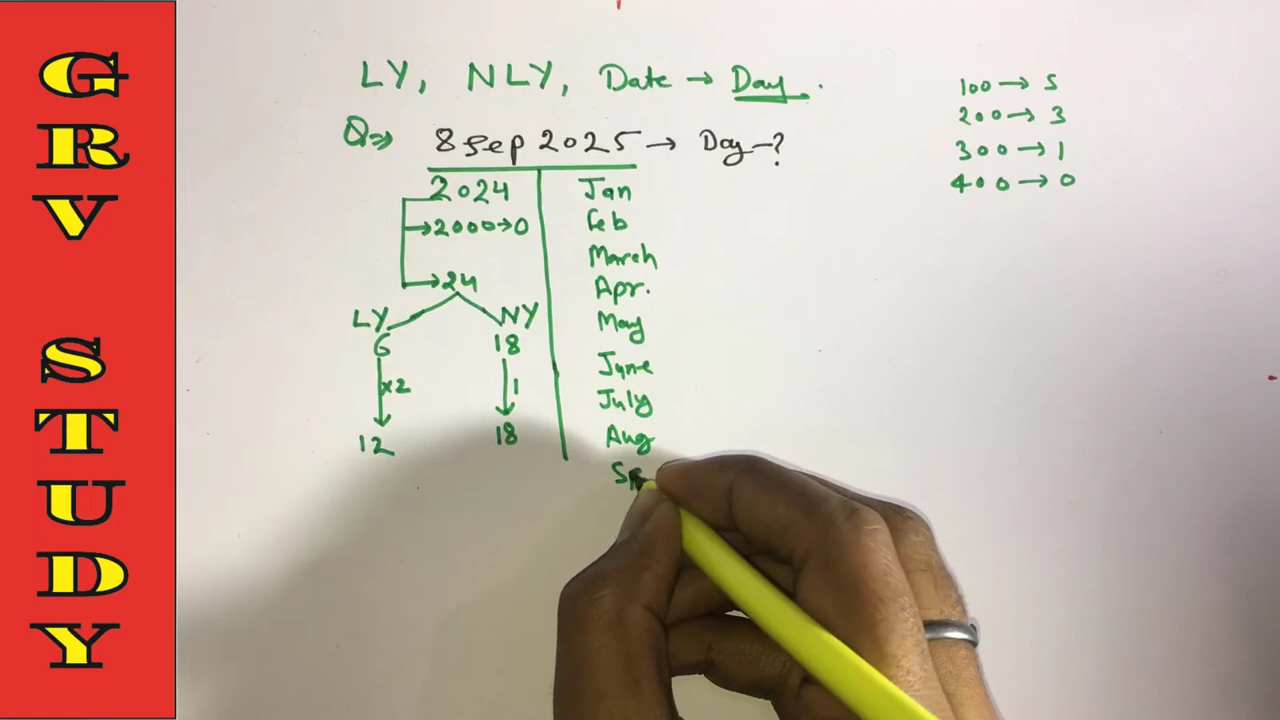 GRV STUDY
LY, NLY, Date → Day.
Q⇒ 8 Sep 2025 → Day - ?
100 → 5
200 → 3
300 → 1
400 → 0
2024
→2000→0
→24
LY NY
6 18
×2 1
12 18
Jan
Feb
March
Apr.
May
June
July
Aug